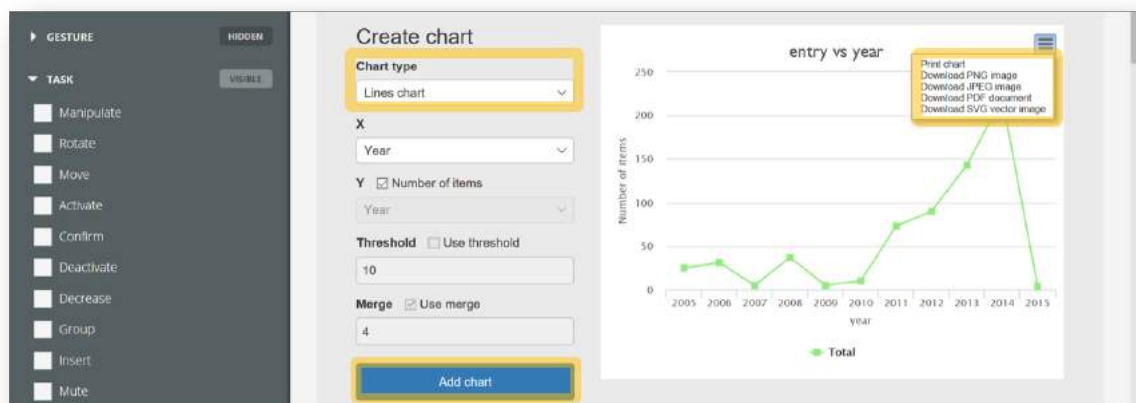 GESTURE
HIDDEN
TASK
VISIBLE
Manipulate
Rotate
Move
Activate
Confirm
Deactivate
Decrease
Group
Insert
Mute
Create chart
Chart type
Lines chart
X
Year
Y Number of items
Year
Threshold Use threshold
10
Merge Use merge
4
Add chart
entry vs year
Print chart
Download PNG image
Download JPEG image
Download PDF document
Download SVG vector image
Number of items
250
200
150
100
50
0
2005 2006 2007 2008 2009 2010 2011 2012 2013 2014 2015
year
Total